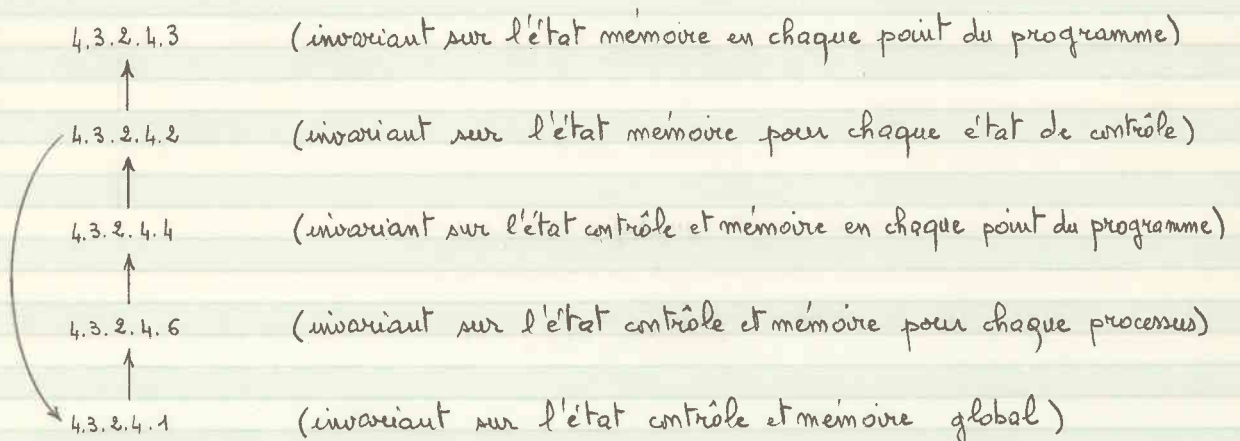 4.3.2.4.3 (invariant sur l'état mémoire en chaque point du programme)
4.3.2.4.2 (invariant sur l'état mémoire pour chaque état de contrôle)
4.3.2.4.4 (invariant sur l'état contrôle et mémoire en chaque point du programme)
4.3.2.4.6 (invariant sur l'état contrôle et mémoire pour chaque processus)
4.3.2.4.1 (invariant sur l'état contrôle et mémoire global)